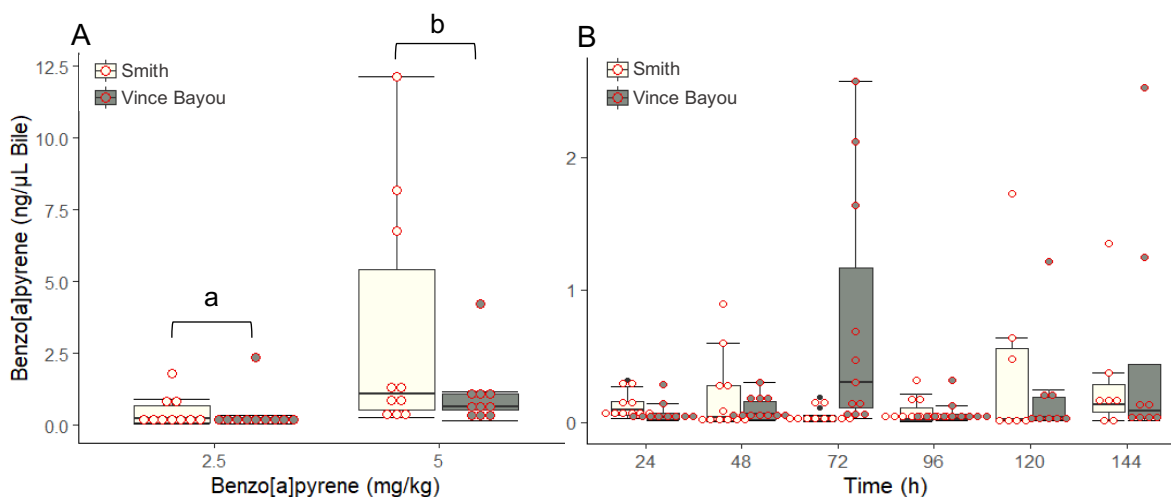 A
b
a
Smith
Vince Bayou
Benzo[a]pyrene (ng/µL Bile)
12.5
10.0
7.5
5.0
2.5
0.0
2.5
5
Benzo[a]pyrene (mg/kg)
B
Smith
Vince Bayou
2
1
0
24
48
72
96
120
144
Time (h)